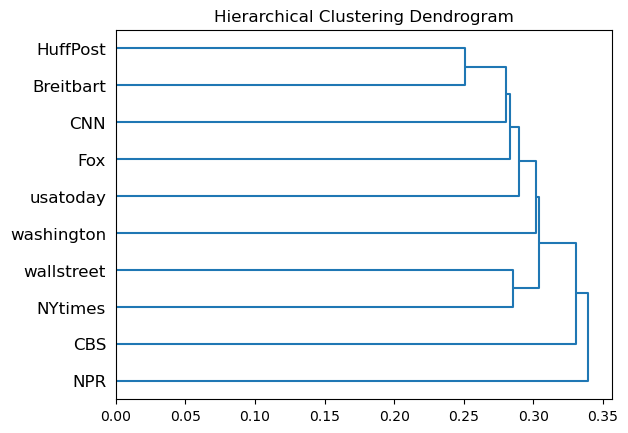 Hierarchical Clustering Dendrogram
HuffPost
Breitbart
CNN
Fox
usatoday
washington
wallstreet
NYtimes
CBS
NPR
0.00 0.05 0.10 0.15 0.20 0.25 0.30 0.35